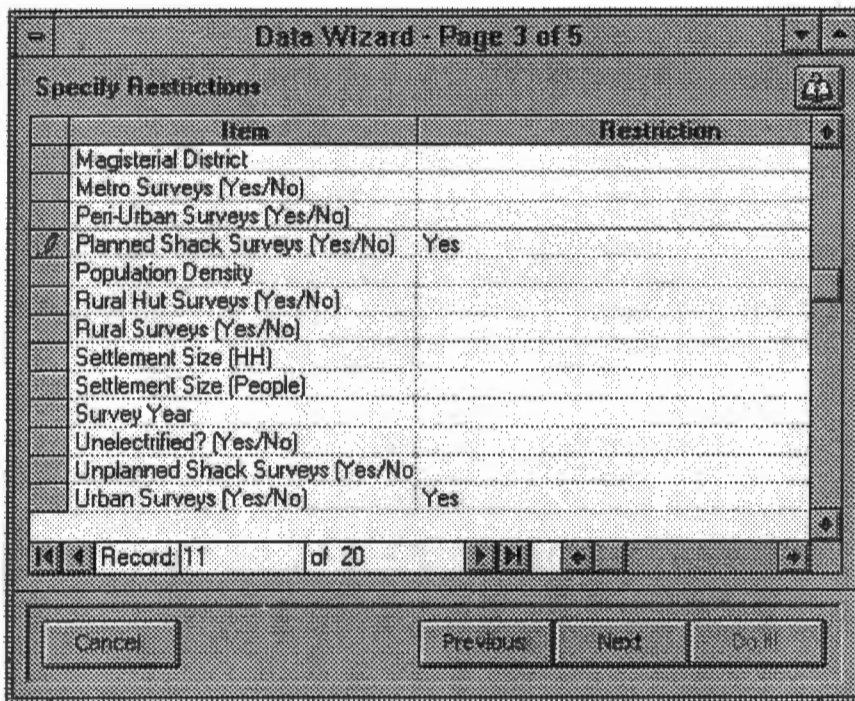 Data Wizard - Page 3 of 5
Specify Restrictions
Item Restriction
Magisterial District
Metro Surveys (Yes/No)
Peri-Urban Surveys (Yes/No)
Planned Shack Surveys (Yes/No) Yes
Population Density
Rural Hut Surveys (Yes/No)
Rural Surveys (Yes/No)
Settlement Size (HH)
Settlement Size (People)
Survey Year
Unelectrified? (Yes/No)
Unplanned Shack Surveys (Yes/No
Urban Surveys (Yes/No) Yes
Record: 11 of 20
Cancel Previous Next Do It!